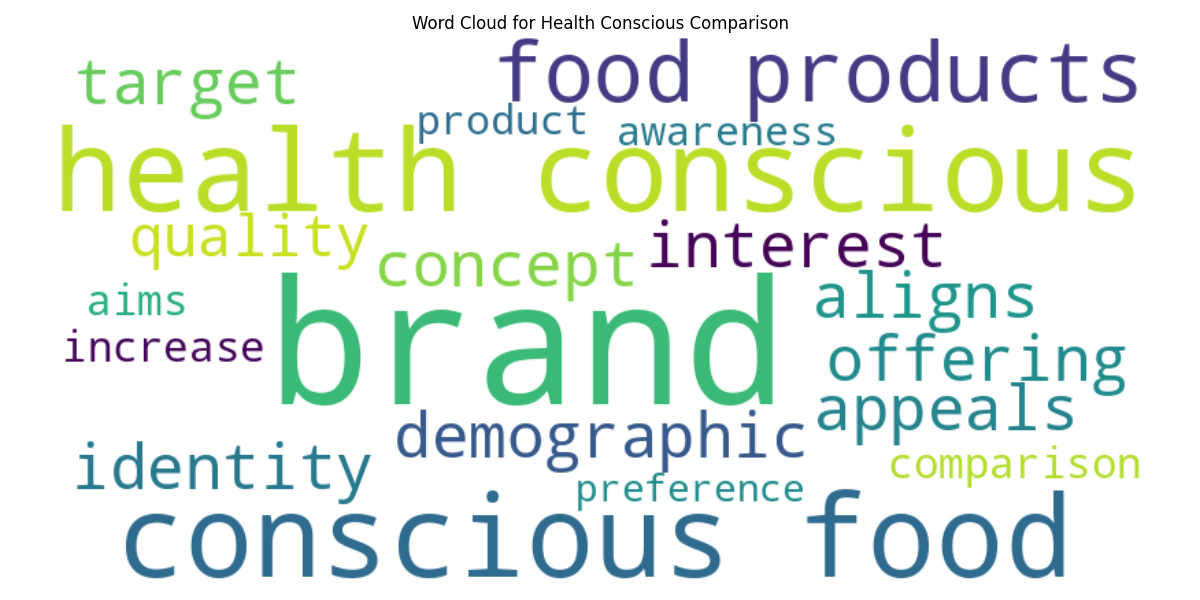 Word Cloud for Health Conscious Comparison
food products
target
product
awareness
health conscious
quality
interest
concept
aims
aligns
increase
brand
offering
appeals
demographic
identity
comparison
preference
conscious food